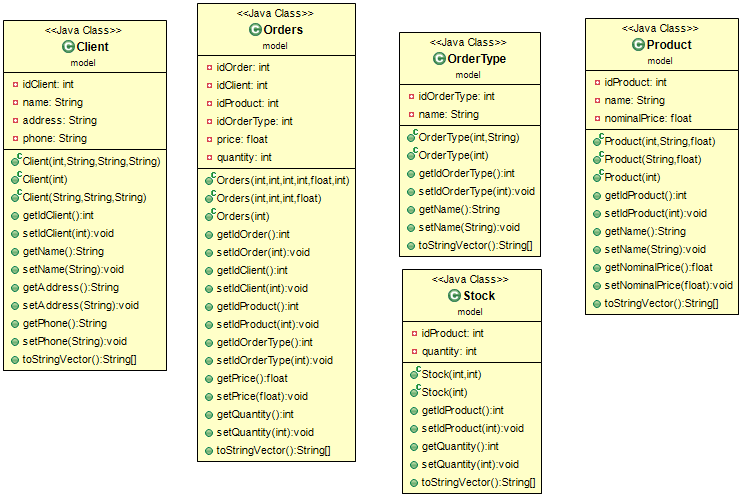 <<Java Class>>
Client
model
idClient: int
name: String
address: String
phone: String
Client(int,String,String,String)
Client(int)
Client(String,String,String)
getIdClient():int
setIdClient(int):void
getName():String
setName(String):void
getAddress():String
setAddress(String):void
getPhone():String
setPhone(String):void
toStringVector():String[]
<<Java Class>>
Orders
model
idOrder: int
idClient: int
idProduct: int
idOrderType: int
price: float
quantity: int
Orders(int,int,int,int,float,int)
Orders(int,int,int,float)
Orders(int)
getIdOrder():int
setIdOrder(int):void
getIdClient():int
setIdClient(int):void
getIdProduct():int
setIdProduct(int):void
getIdOrderType():int
setIdOrderType(int):void
getPrice():float
setPrice(float):void
getQuantity():int
setQuantity(int):void
toStringVector():String[]
<<Java Class>>
OrderType
model
idOrderType: int
name: String
OrderType(int,String)
OrderType(int)
getIdOrderType():int
setIdOrderType(int):void
getName():String
setName(String):void
toStringVector():String[]
<<Java Class>>
Stock
model
idProduct: int
quantity: int
Stock(int,int)
Stock(int)
getIdProduct():int
setIdProduct(int):void
getQuantity():int
setQuantity(int):void
toStringVector():String[]
<<Java Class>>
Product
model
idProduct: int
name: String
nominalPrice: float
Product(int,String,float)
Product(String,float)
Product(int)
getIdProduct():int
setIdProduct(int):void
getName():String
setName(String):void
getNominalPrice():float
setNominalPrice(float):void
toStringVector():String[]